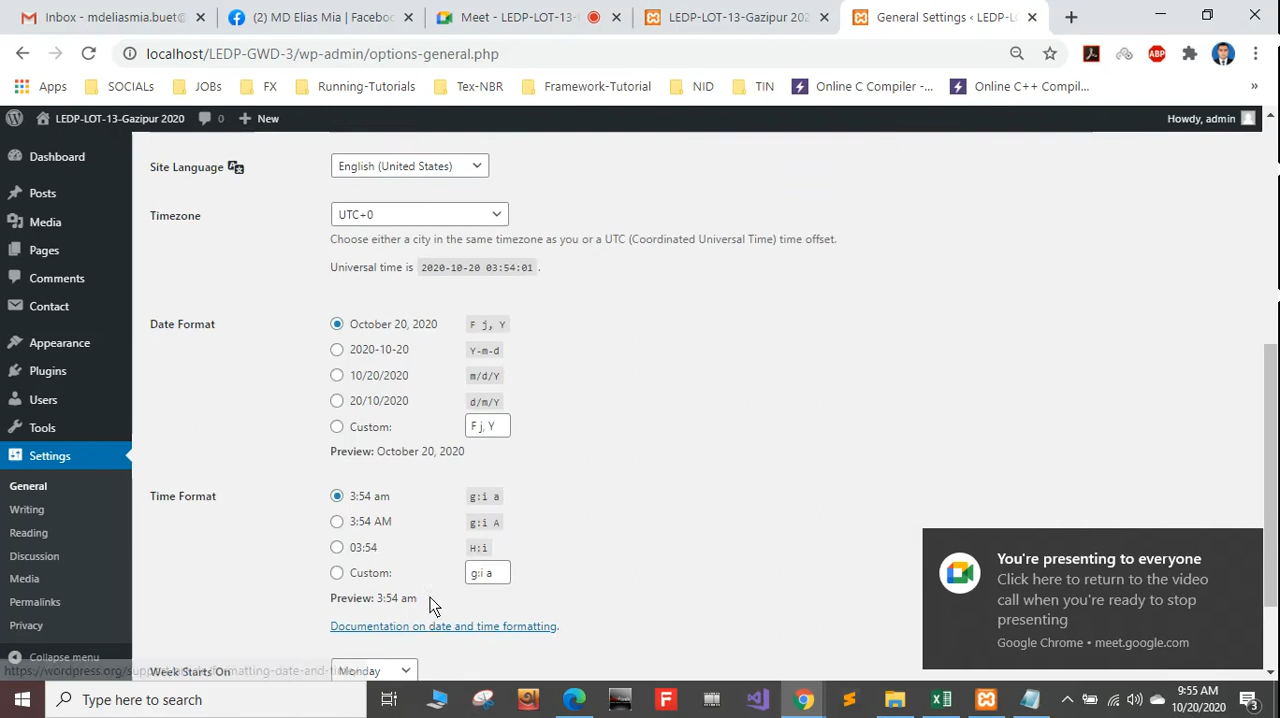 Inbox - mdeliasmia.buet@
(2) MD Elias Mia | Faceboo
Meet - LEDP-LOT-13-
LEDP-LOT-13-Gazipur 202
General Settings ‹ LEDP-L
localhost/LEDP-GWD-3/wp-admin/options-general.php
ABP
Apps
SOCIALs
JOBs
FX
Running-Tutorials
Tex-NBR
Framework-Tutorial
NID
TIN
Online C Compiler -...
Online C++ Compil...
»
LEDP-LOT-13-Gazipur 2020
0
New
Howdy, admin
Dashboard
Posts
Media
Pages
Comments
Contact
Appearance
Plugins
Users
Tools
Settings
General
Writing
Reading
Discussion
Media
Permalinks
Privacy
Collapse menu
Site Language
English (United States)
Timezone
UTC+0
Choose either a city in the same timezone as you or a UTC (Coordinated Universal Time) time offset.
Universal time is 2020-10-20 03:54:01 .
Date Format
October 20, 2020 F j, Y
2020-10-20 Y-m-d
10/20/2020 m/d/Y
20/10/2020 d/m/Y
Custom: F j, Y
Preview: October 20, 2020
Time Format
3:54 am g:i a
3:54 AM g:i A
03:54 H:i
Custom: g:i a
Preview: 3:54 am
Documentation on date and time formatting.
Week Starts On
Monday
You're presenting to everyone
Click here to return to the video
call when you're ready to stop
presenting
Google Chrome • meet.google.com
Type here to search
F
9:55 AM
10/20/2020
3